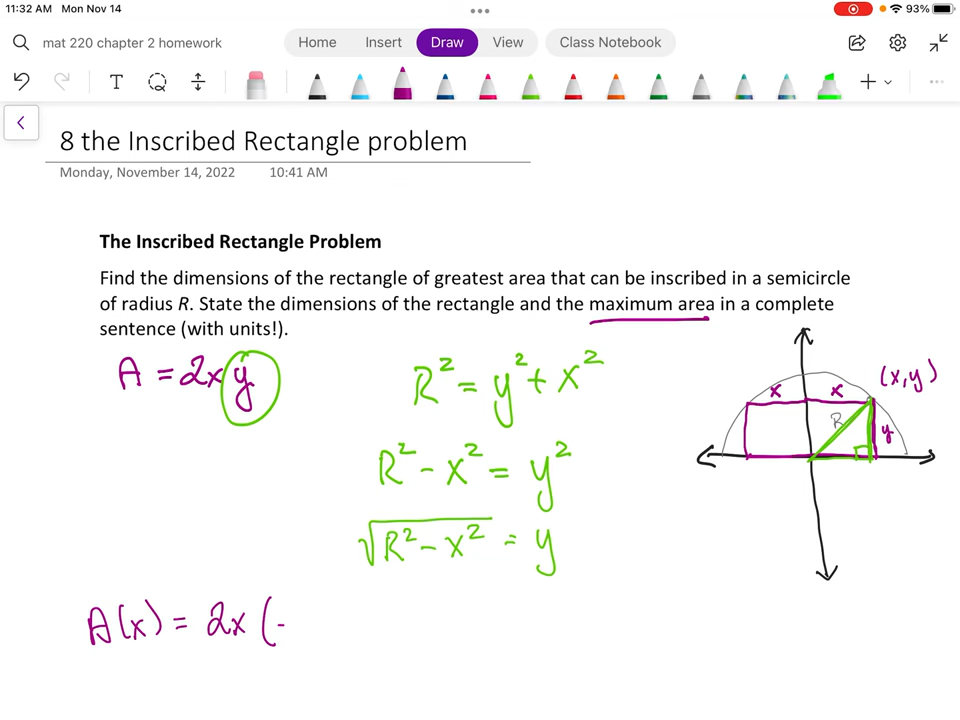 11:32 AM Mon Nov 14
93%
mat 220 chapter 2 homework
Home Insert Draw View Class Notebook
T
8 the Inscribed Rectangle problem
Monday, November 14, 2022 10:41 AM
The Inscribed Rectangle Problem
Find the dimensions of the rectangle of greatest area that can be inscribed in a semicircle
of radius R. State the dimensions of the rectangle and the maximum area in a complete
sentence (with units!).
A = 2xy
R² = y² + x²
R² - x² = y²
√(R² - x²) = y
A(x) = 2x (-
(x,y)
x x
R
y